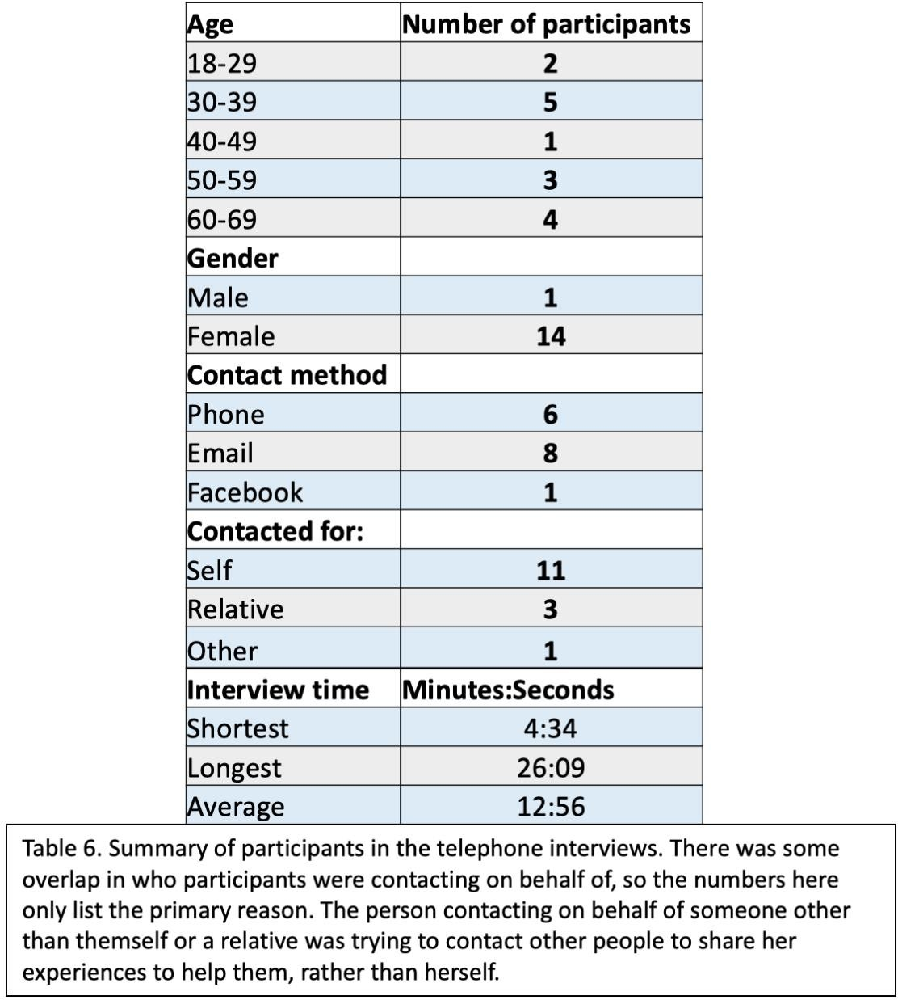 Age Number of participants
18-29 2
30-39 5
40-49 1
50-59 3
60-69 4
Gender
Male 1
Female 14
Contact method
Phone 6
Email 8
Facebook 1
Contacted for:
Self 11
Relative 3
Other 1
Interview time Minutes:Seconds
Shortest 4:34
Longest 26:09
Average 12:56
Table 6. Summary of participants in the telephone interviews. There was some
overlap in who participants were contacting on behalf of, so the numbers here
only list the primary reason. The person contacting on behalf of someone other
than themself or a relative was trying to contact other people to share her
experiences to help them, rather than herself.